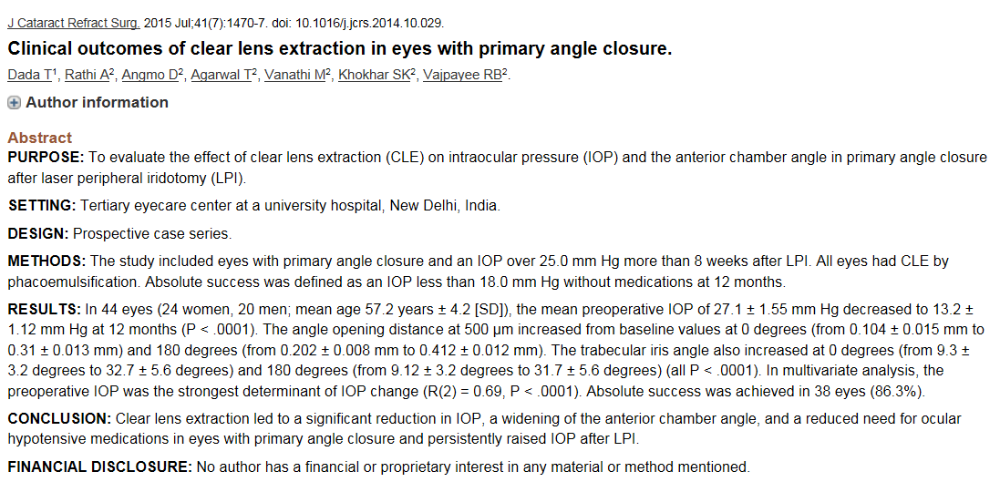 J Cataract Refract Surg. 2015 Jul;41(7):1470-7. doi: 10.1016/j.jcrs.2014.10.029.
Clinical outcomes of clear lens extraction in eyes with primary angle closure.
Dada T1, Rathi A2, Angmo D2, Agarwal T2, Vanathi M2, Khokhar SK2, Vajpayee RB2.
Author information
Abstract
PURPOSE: To evaluate the effect of clear lens extraction (CLE) on intraocular pressure (IOP) and the anterior chamber angle in primary angle closure
after laser peripheral iridotomy (LPI).
SETTING: Tertiary eyecare center at a university hospital, New Delhi, India.
DESIGN: Prospective case series.
METHODS: The study included eyes with primary angle closure and an IOP over 25.0 mm Hg more than 8 weeks after LPI. All eyes had CLE by
phacoemulsification. Absolute success was defined as an IOP less than 18.0 mm Hg without medications at 12 months.
RESULTS: In 44 eyes (24 women, 20 men; mean age 57.2 years ± 4.2 [SD]), the mean preoperative IOP of 27.1 ± 1.55 mm Hg decreased to 13.2 ±
1.12 mm Hg at 12 months (P < .0001). The angle opening distance at 500 μm increased from baseline values at 0 degrees (from 0.104 ± 0.015 mm to
0.31 ± 0.013 mm) and 180 degrees (from 0.202 ± 0.008 mm to 0.412 ± 0.012 mm). The trabecular iris angle also increased at 0 degrees (from 9.3 ±
3.2 degrees to 32.7 ± 5.6 degrees) and 180 degrees (from 9.12 ± 3.2 degrees to 31.7 ± 5.6 degrees) (all P < .0001). In multivariate analysis, the
preoperative IOP was the strongest determinant of IOP change (R(2) = 0.69, P < .0001). Absolute success was achieved in 38 eyes (86.3%).
CONCLUSION: Clear lens extraction led to a significant reduction in IOP, a widening of the anterior chamber angle, and a reduced need for ocular
hypotensive medications in eyes with primary angle closure and persistently raised IOP after LPI.
FINANCIAL DISCLOSURE: No author has a financial or proprietary interest in any material or method mentioned.